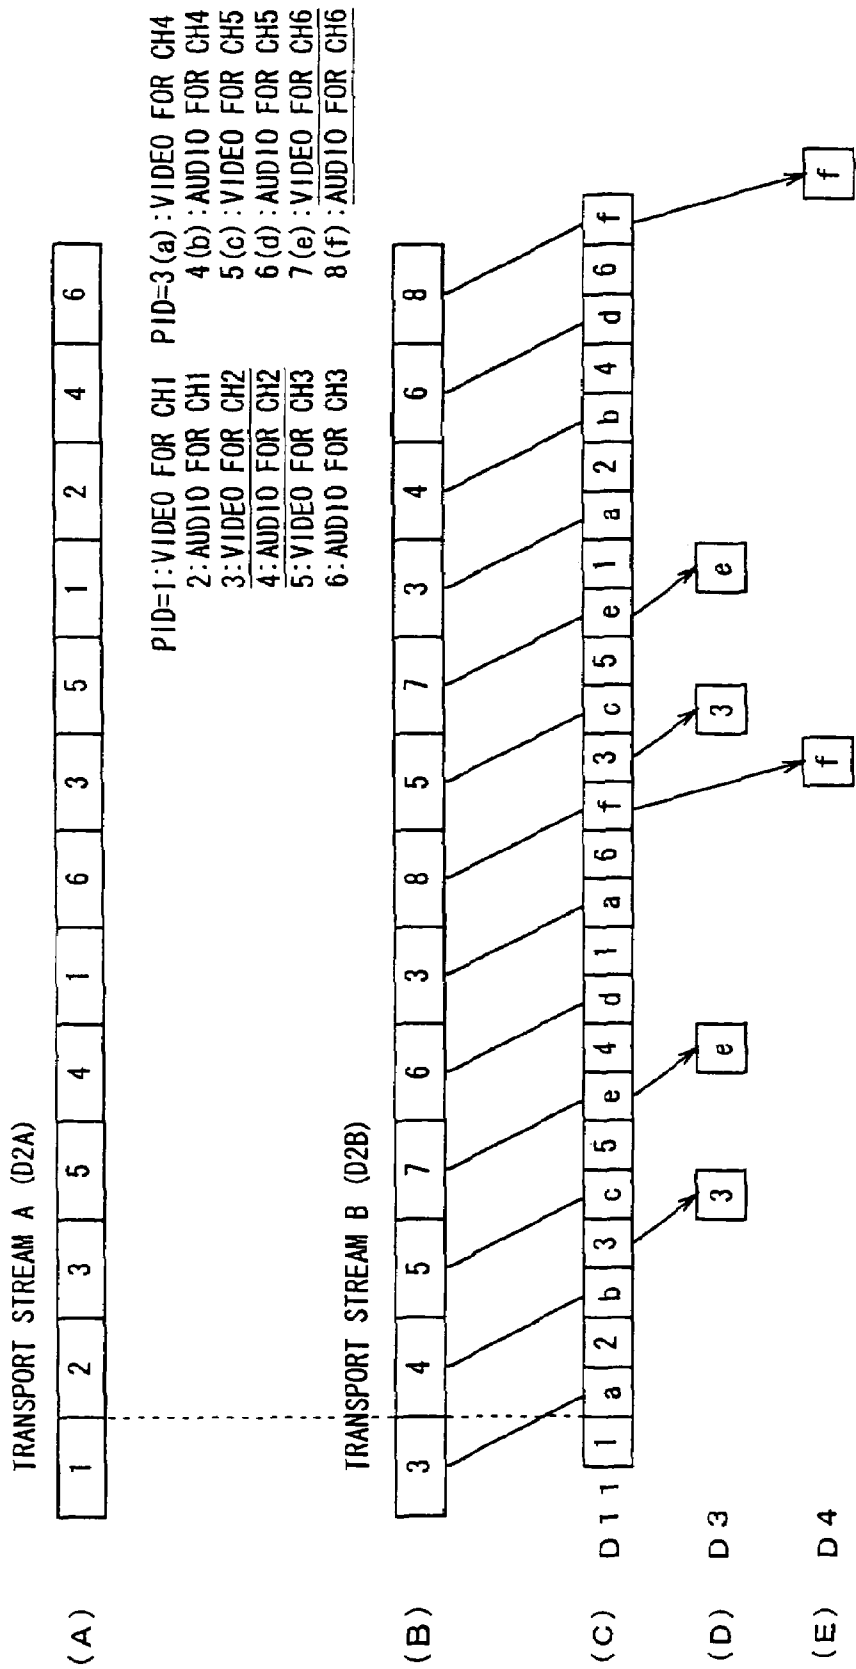 TRANSPORT STREAM A (D2A)
(A) 1 2 3 5 4 1 6 3 5 1 2 4 6
PID=1:VIDEO FOR CH1 PID=3(a):VIDEO FOR CH4
2:AUDIO FOR CH1 4(b):AUDIO FOR CH4
3:VIDEO FOR CH2 5(c):VIDEO FOR CH5
4:AUDIO FOR CH2 6(d):AUDIO FOR CH5
5:VIDEO FOR CH3 7(e):VIDEO FOR CH6
6:AUDIO FOR CH3 8(f):AUDIO FOR CH6
TRANSPORT STREAM B (D2B)
(B) 3 4 5 7 6 3 8 5 7 3 4 6 8
(C) D11 1 a 2 b 3 c 5 e 4 d 1 a 6 f 3 c 5 e 1 a 2 b 4 d 6 f
(D) D3 3 e 3 e
(E) D4 f f